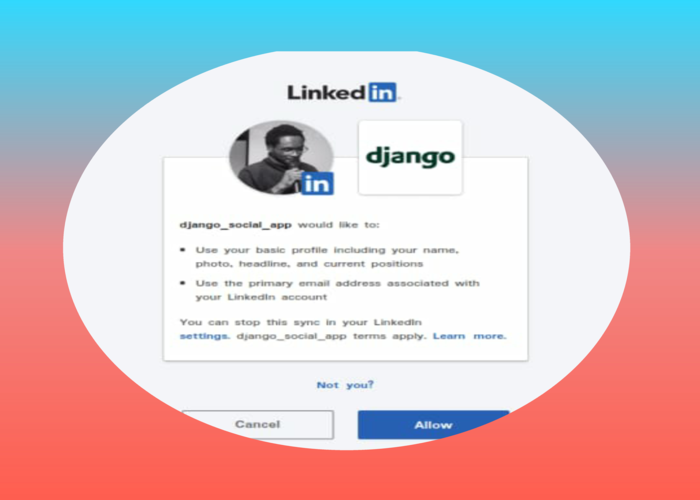 Linked in
in
django
django_social_app would like to:
• Use your basic profile including your name,
photo, headline, and current positions
• Use the primary email address associated with
your LinkedIn account
You can stop this sync in your LinkedIn
settings. django_social_app terms apply. Learn more.
Not you?
Cancel Allow